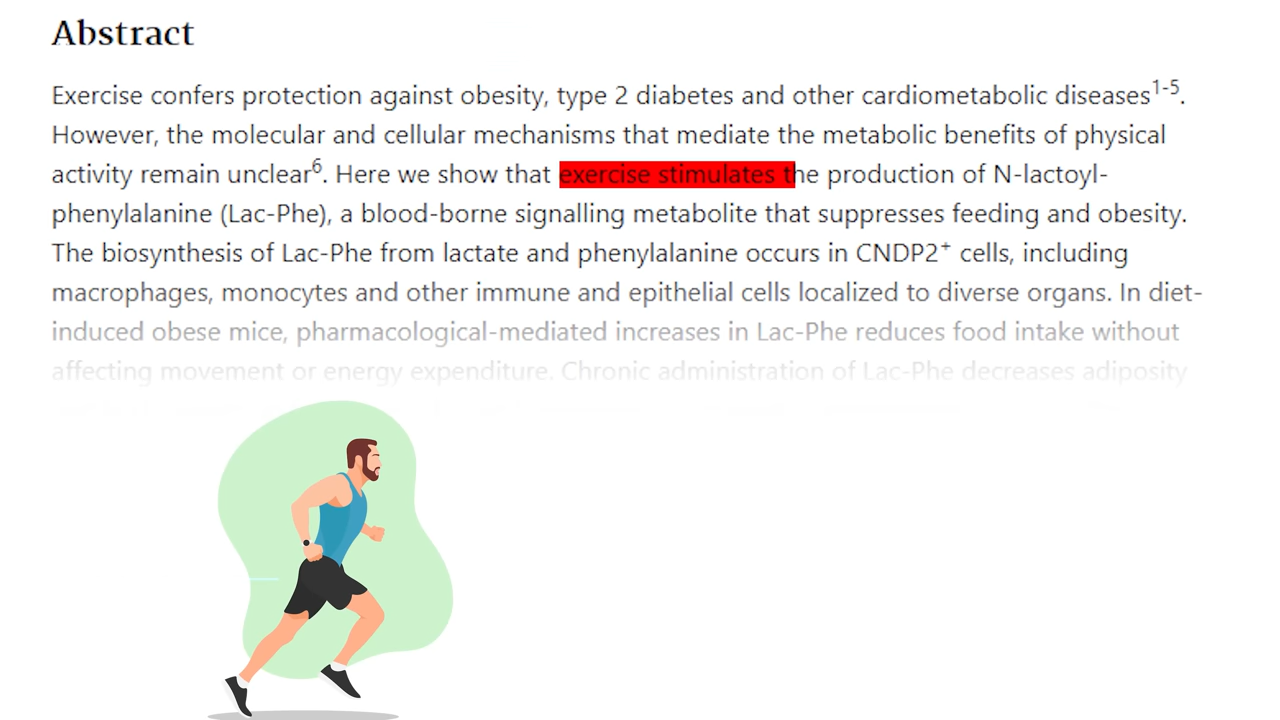 Abstract
Exercise confers protection against obesity, type 2 diabetes and other cardiometabolic diseases1-5.
However, the molecular and cellular mechanisms that mediate the metabolic benefits of physical
activity remain unclear6. Here we show that exercise stimulates the production of N-lactoyl-
phenylalanine (Lac-Phe), a blood-borne signalling metabolite that suppresses feeding and obesity.
The biosynthesis of Lac-Phe from lactate and phenylalanine occurs in CNDP2+ cells, including
macrophages, monocytes and other immune and epithelial cells localized to diverse organs. In diet-
induced obese mice, pharmacological-mediated increases in Lac-Phe reduces food intake without
affecting movement or energy expenditure. Chronic administration of Lac-Phe decreases adiposity